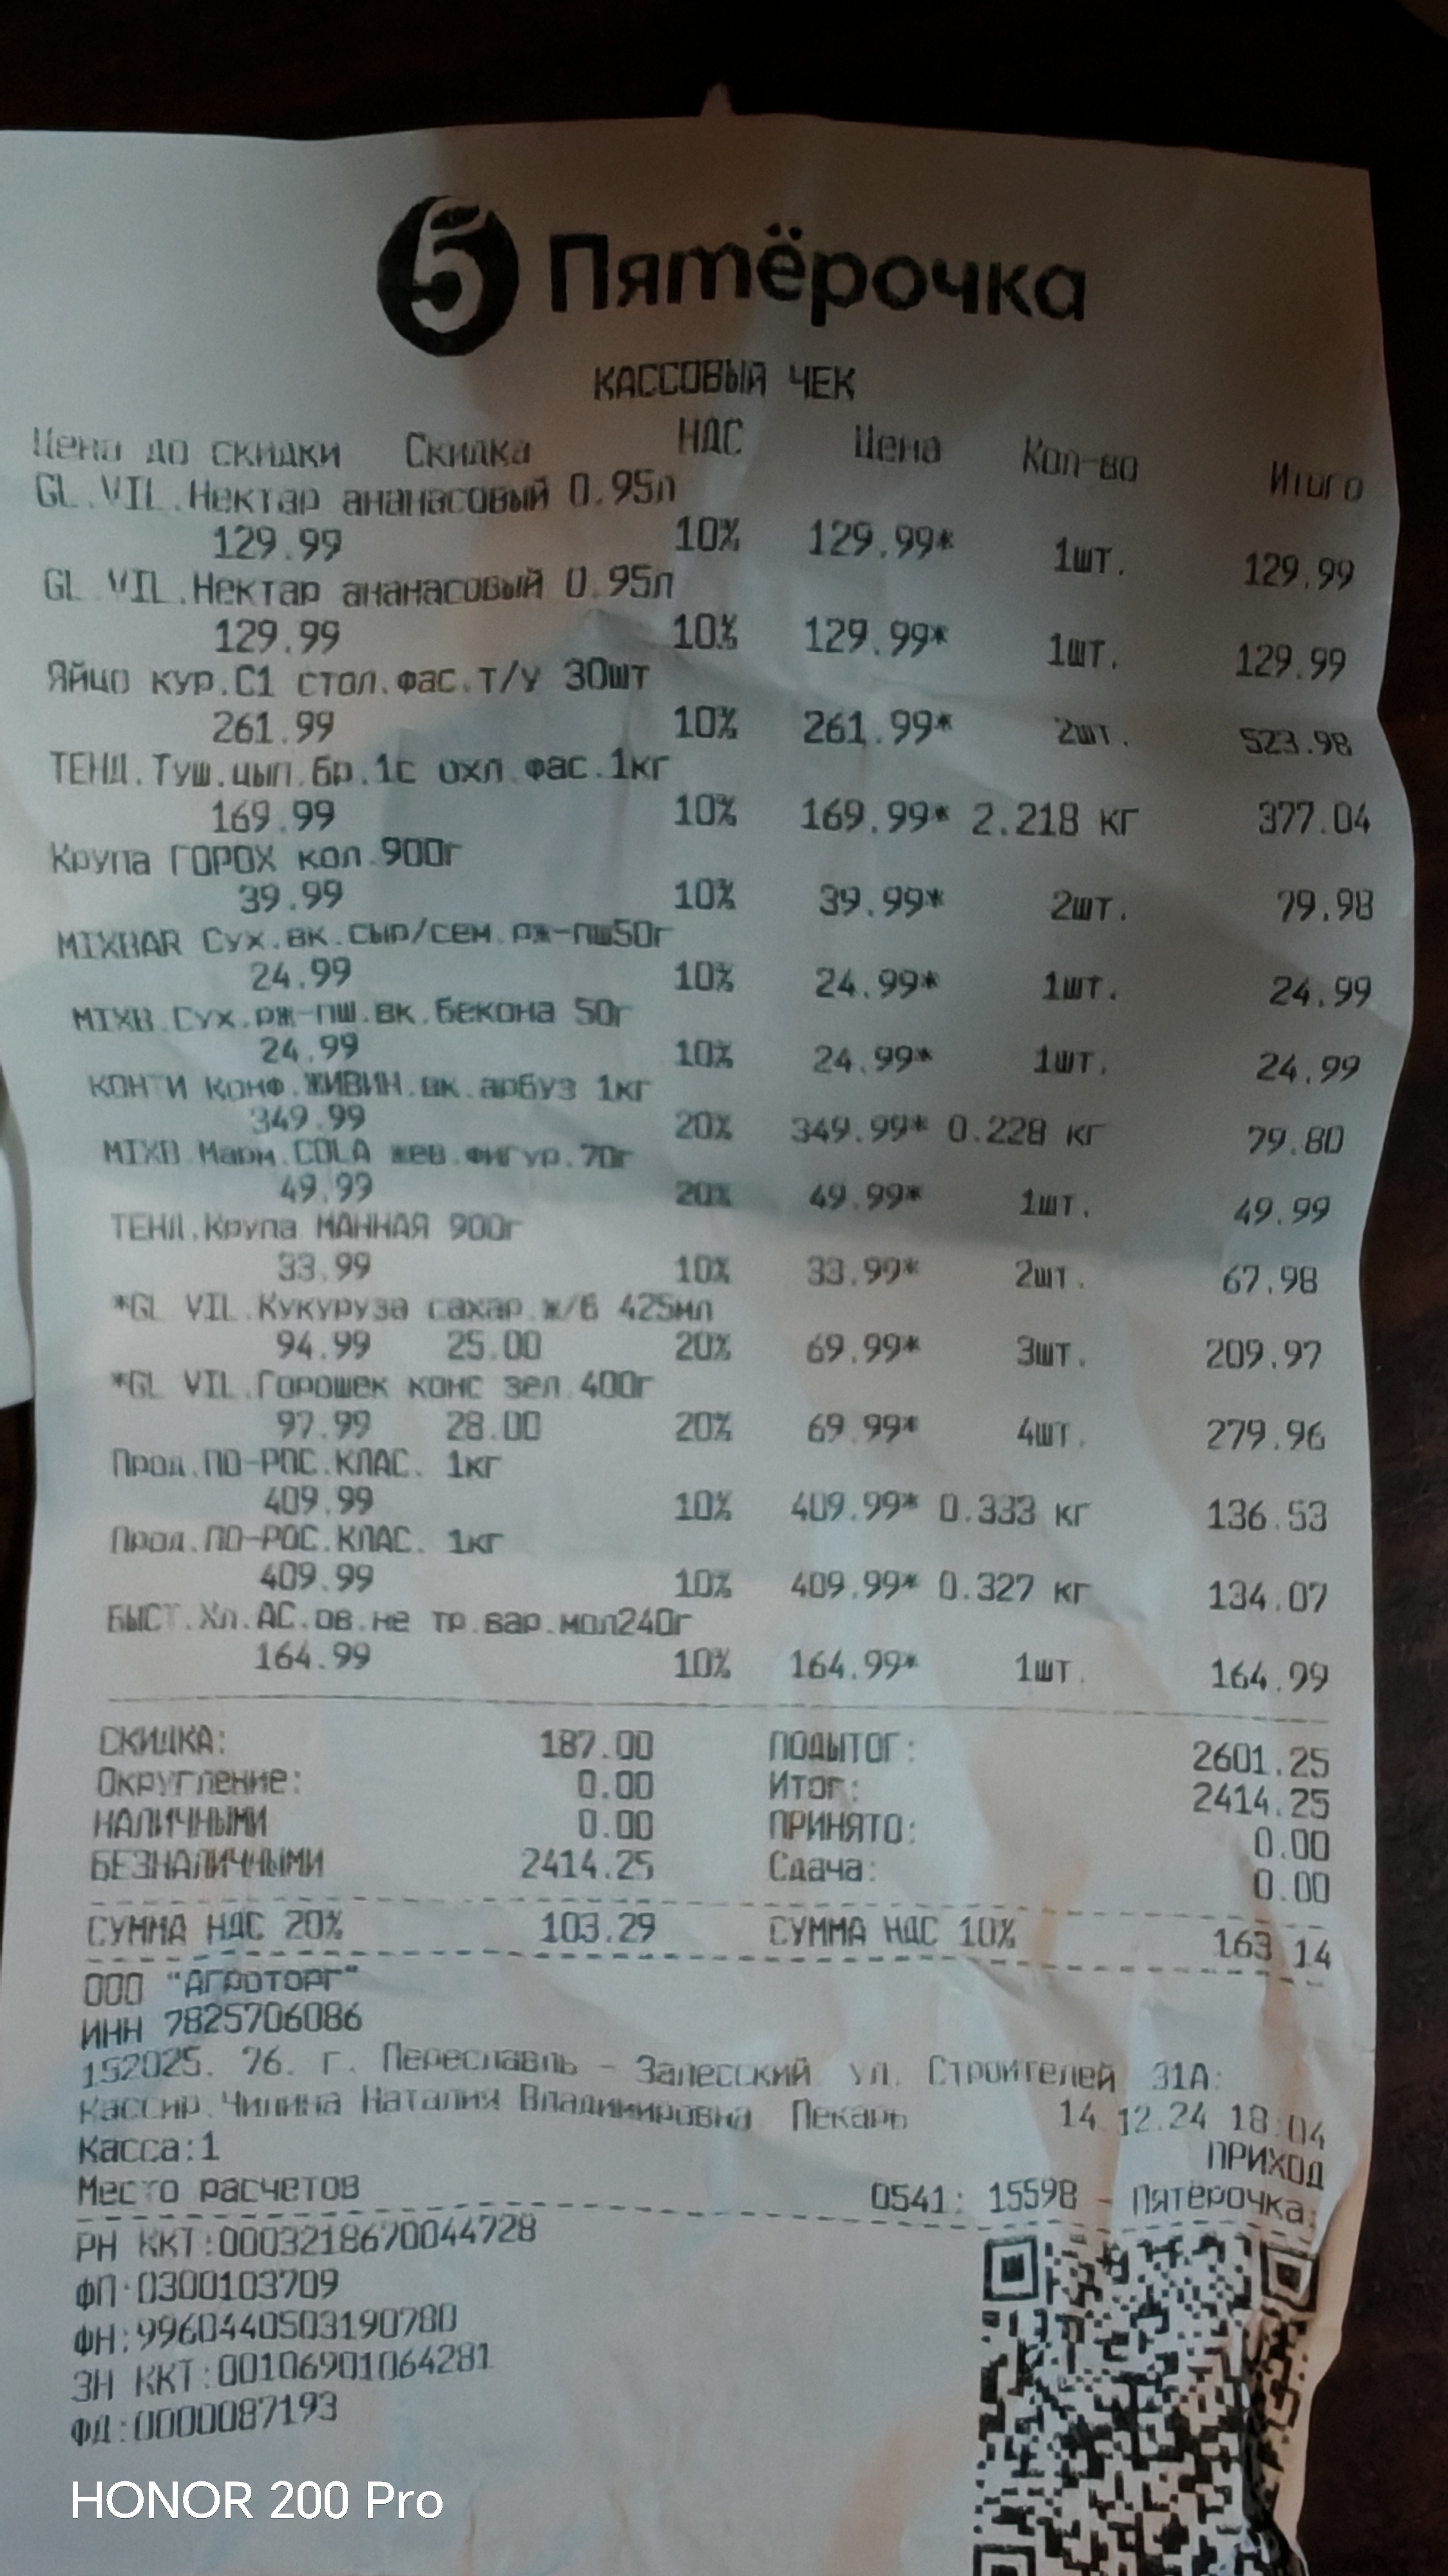 5 Пятёрочка
КАССОВЫЙ ЧЕК
Цена до скидки Скидка НДС Цена Кол-во Итого
GL.VIL.Нектар ананасовый 0.95л
129.99 10% 129.99* 1шт. 129.99
GL.VIL.Нектар ананасовый 0.95л
129.99 10% 129.99* 1шт. 129.99
Яйцо кур.С1 стол.фас.т/у 30шт
261.99 10% 261.99* 2шт. 523.98
ТЕНД.Туш.цып.бр.1с охл.фас.1кг
169.99 10% 169.99* 2.218 кг 377.04
Крупа ГОРОХ кол.900г
39.99 10% 39.99* 2шт. 79.98
MIXBAR Сух.вк.сыр/сем.рж-пш50г
24.99 10% 24.99* 1шт. 24.99
MIXB.Сух.рж-пш.вк.бекона 50г
24.99 10% 24.99* 1шт. 24.99
КОНТИ Конф.ЖИВИН.вк.арбуз 1кг
349.99 20% 349.99* 0.228 кг 79.80
MIXB.Марм.COLA жев.фигур.70г
49.99 20% 49.99* 1шт. 49.99
ТЕНД.Крупа МАННАЯ 900г
33.99 10% 33.99* 2шт. 67.98
*GL.VIL.Кукуруза сахар.ж/б 425мл
94.99 25.00 20% 69.99* 3шт. 209.97
*GL.VIL.Горошек конс.зел.400г
97.99 28.00 20% 69.99* 4шт. 279.96
Прод.ПО-РОС.КЛАС. 1кг
409.99 10% 409.99* 0.333 кг 136.53
Прод.ПО-РОС.КЛАС. 1кг
409.99 10% 409.99* 0.327 кг 134.07
БЫСТ.Хл.АС.ов.не тр.вар.мол240г
164.99 10% 164.99* 1шт. 164.99
СКИДКА: 187.00 ПОДЫТОГ: 2601.25
Округление: 0.00 Итог: 2414.25
НАЛИЧНЫМИ 0.00 ПРИНЯТО: 0.00
БЕЗНАЛИЧНЫМИ 2414.25 Сдача: 0.00
СУММА НДС 20% 103.29 СУММА НДС 10% 163.14
ООО "АГРОТОРГ"
ИНН 7825706086
152025. 76. г. Переславль - Залесский ул. Строителей 31А:
Кассир.Чилина Наталия Владимировна Пекарь 14.12.24 18:04
Касса:1 ПРИХОД
Место расчетов 0541: 15598 - Пятёрочка;
РН ККТ:0003218670044728
ФП:0300103709
ФН:9960440503190780
ЗН ККТ:00106901064281
ФД:0000087193
HONOR 200 Pro